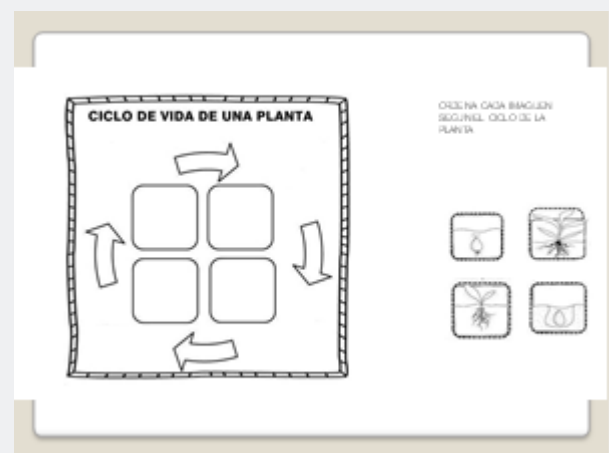 CICLO DE VIDA DE UNA PLANTA
ORDENA CADA IMAGEN
SEGÚN EL CICLO DE LA
PLANTA